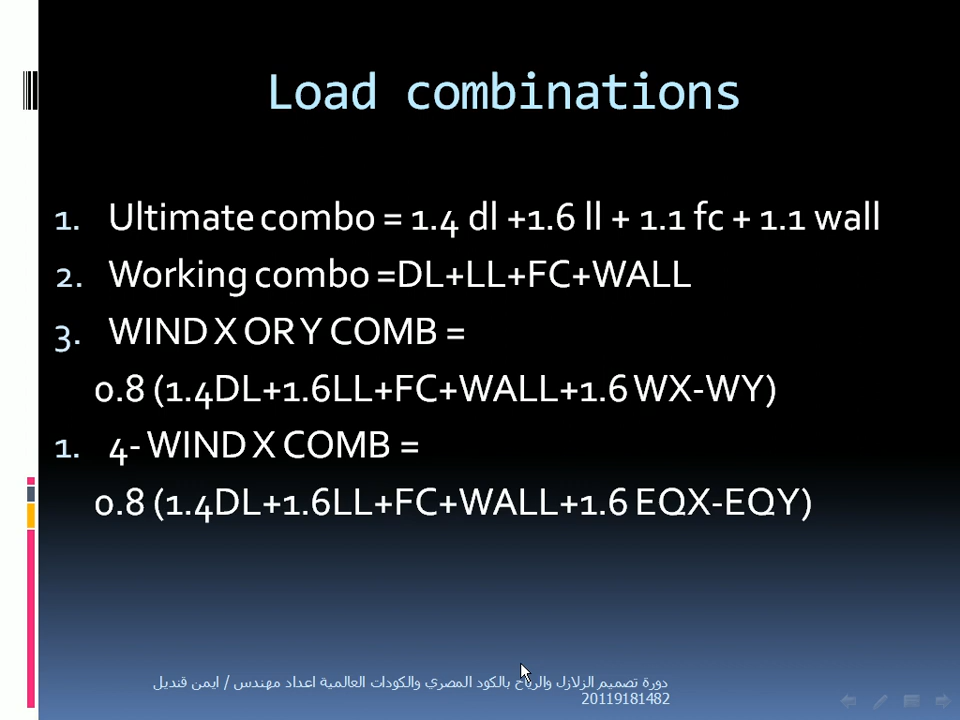 Load combinations
1. Ultimate combo = 1.4 dl +1.6 ll + 1.1 fc + 1.1 wall
2. Working combo =DL+LL+FC+WALL
3. WIND X OR Y COMB =
0.8 (1.4DL+1.6LL+FC+WALL+1.6 WX-WY)
1. 4- WIND X COMB =
0.8 (1.4DL+1.6LL+FC+WALL+1.6 EQX-EQY)
دورة تصميم الزلازل والرياح بالكود المصري والكودات العالمية اعداد مهندس / ايمن قنديل
20119181482